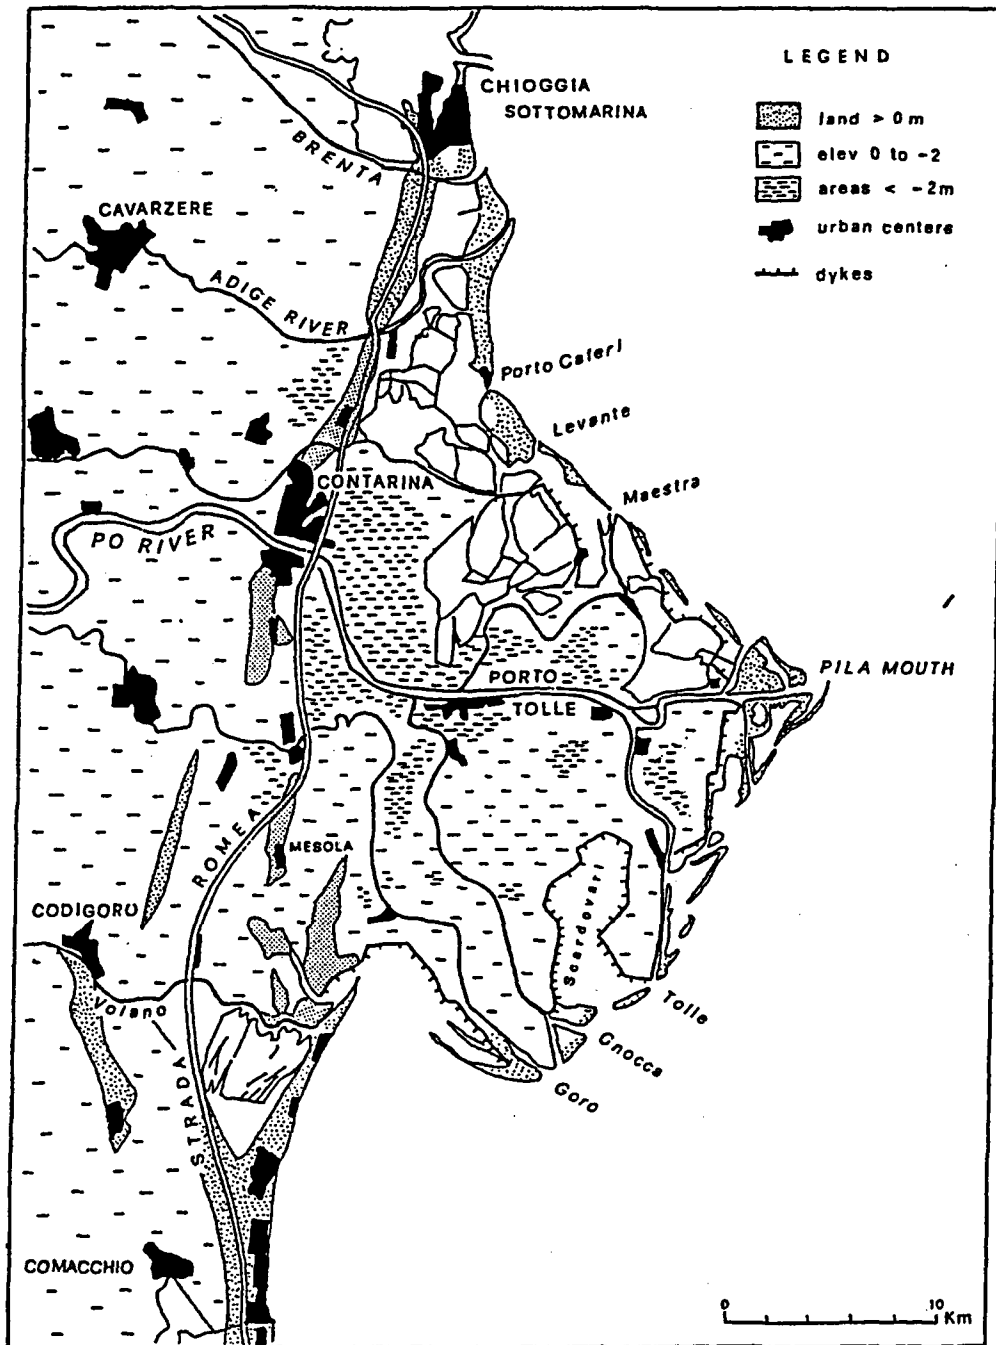 LEGEND
land > 0m
elev 0 to -2
areas < -2m
urban centers
dykes
CHIOGGIA
SOTTOMARINA
BRENTA
CAVARZERE
ADIGE RIVER
Porto Caleri
Levante
CONTARINA
Maestra
PO RIVER
PORTO
TOLLE
PILA MOUTH
ROMEA
MESOLA
CODIGORO
Scardovari
Volano
Tolle
Gnocca
Goro
STRADA
COMACCHIO
0 10
Km